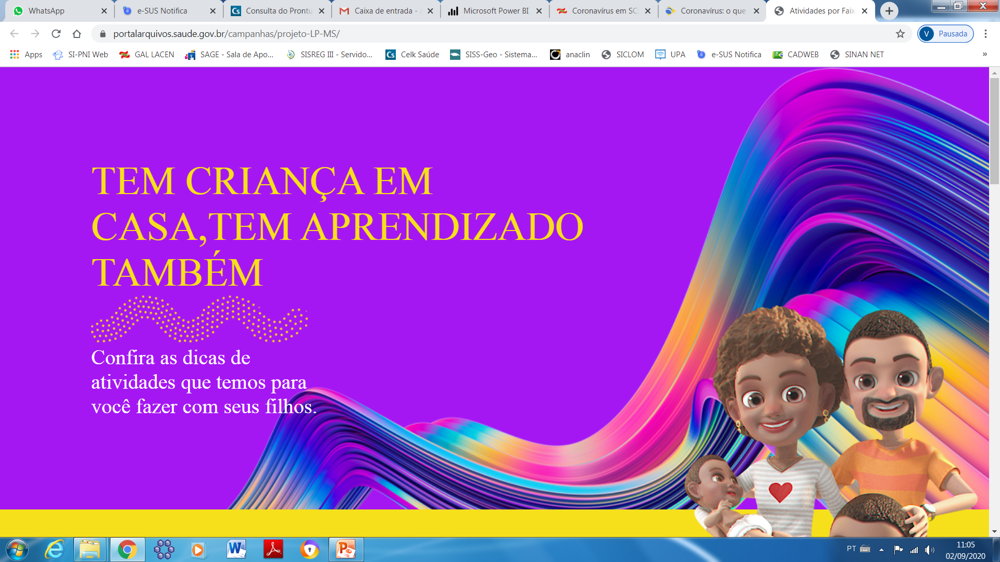 WhatsApp
e-SUS Notifica
Consulta do Prontu
Caixa de entrada -
Microsoft Power BI
Coronavírus em SC
Coronavírus: o que
Atividades por Faix
portalarquivos.saude.gov.br/campanhas/projeto-LP-MS/
V
Pausada
Apps
SI-PNI Web
GAL LACEN
SAGE - Sala de Apo...
SISREG III - Servido...
Cs
Celk Saúde
SISS-Geo - Sistema...
anaclin
SICLOM
UPA
e-SUS Notifica
CADWEB
SINAN NET
»
TEM CRIANÇA EM
CASA,TEM APRENDIZADO
TAMBÉM
Confira as dicas de
atividades que temos para
você fazer com seus filhos.
PT
11:05
02/09/2020